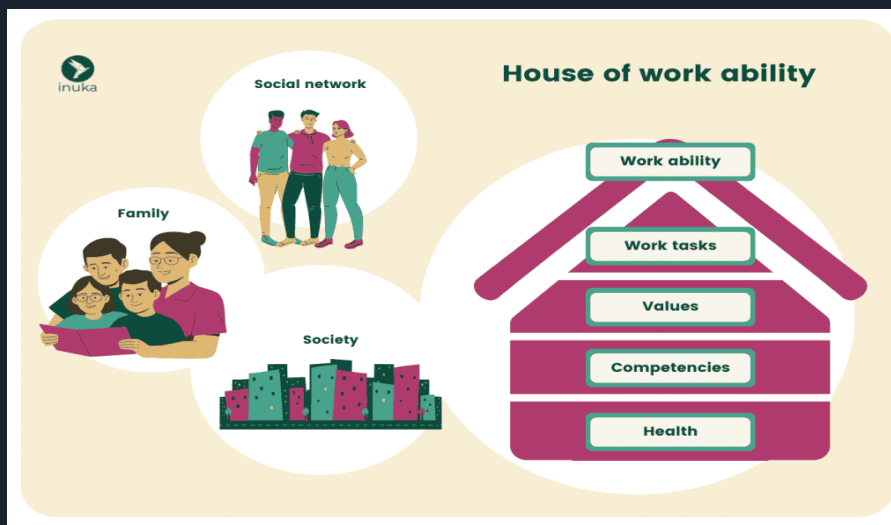 inuka
Social network
House of work ability
Work ability
Family
Work tasks
Values
Society
Competencies
Health